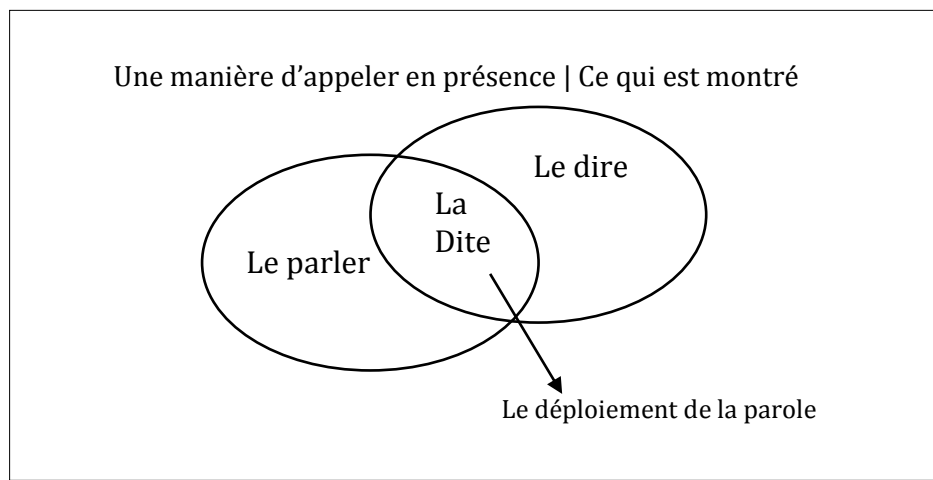 Une manière d’appeler en présence | Ce qui est montré
Le dire
La
Dite
Le parler
Le déploiement de la parole